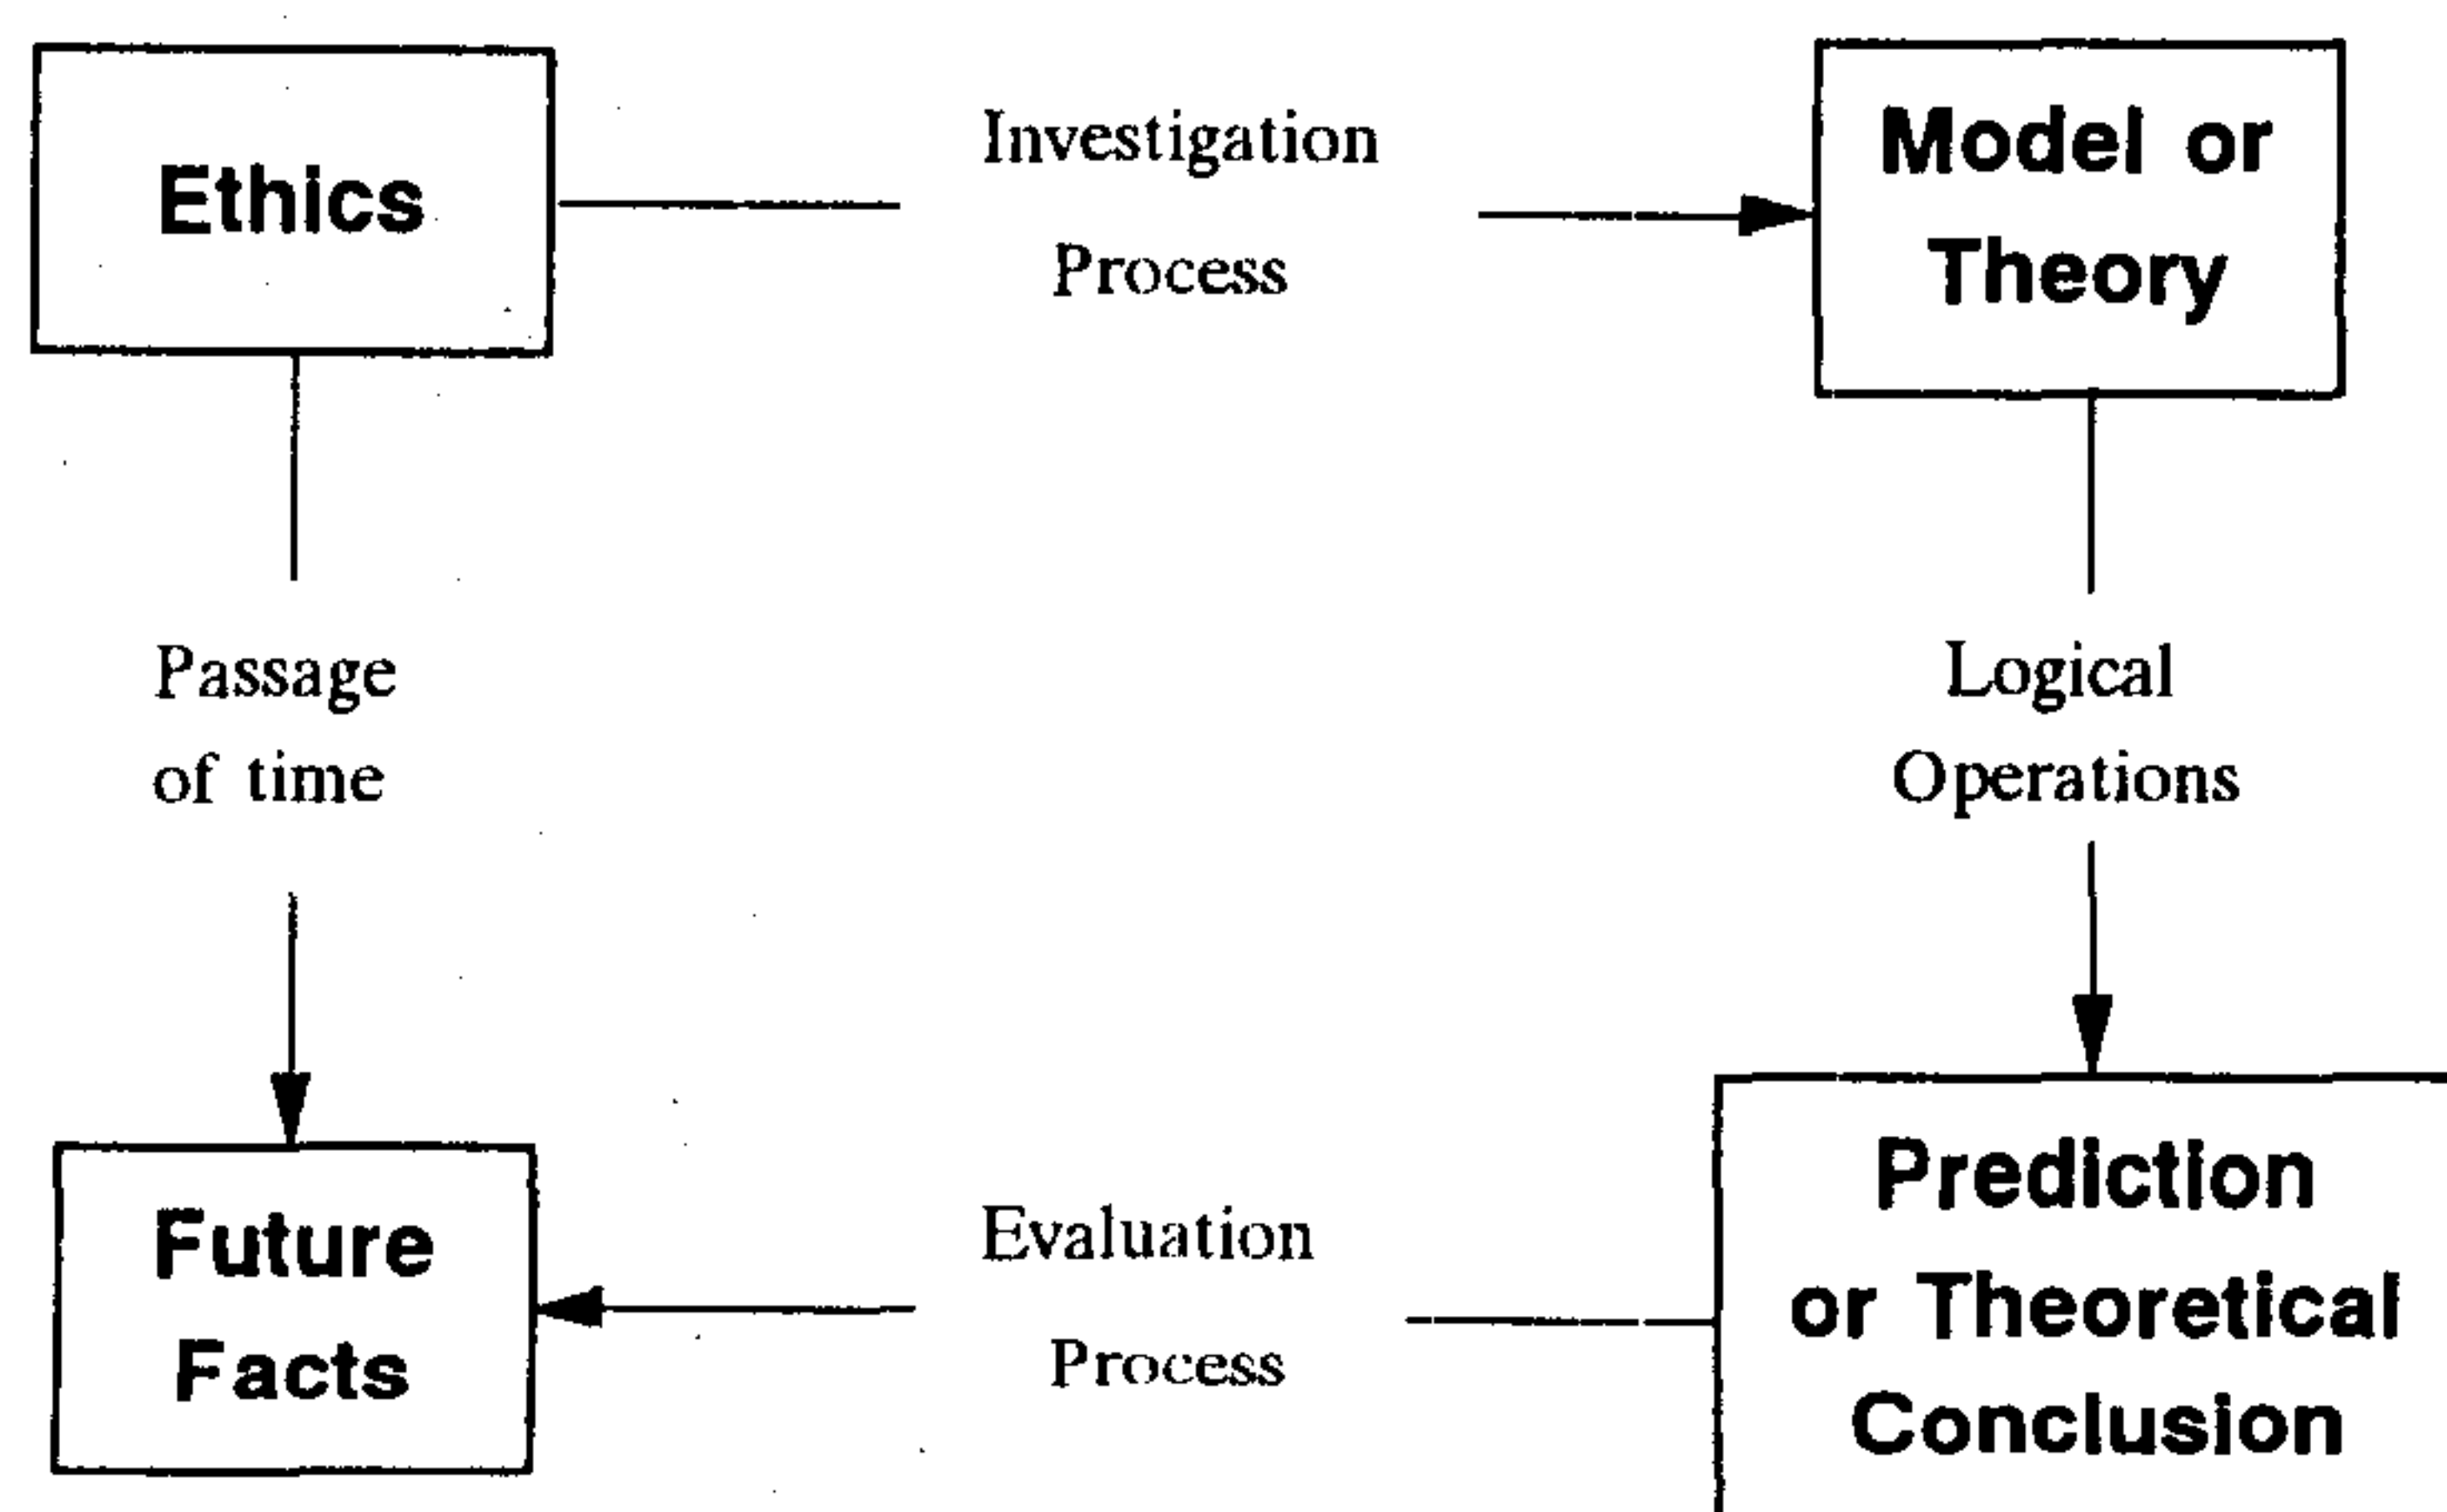 Ethics
Investigation
Process
Model or
Theory
Passage
of time
Logical
Operations
Future
Facts
Evaluation
Process
Prediction
or Theoretical
Conclusion